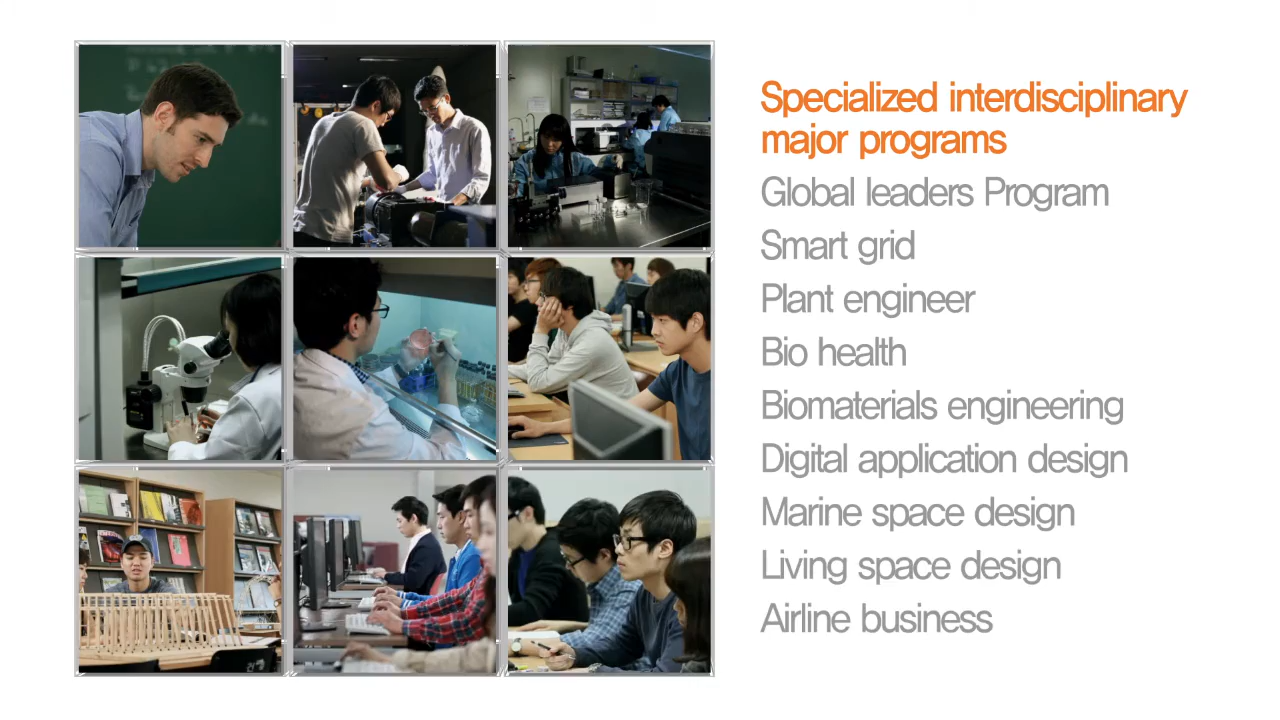 Specialized interdisciplinary
major programs
Global leaders Program
Smart grid
Plant engineer
Bio health
Biomaterials engineering
Digital application design
Marine space design
Living space design
Airline business